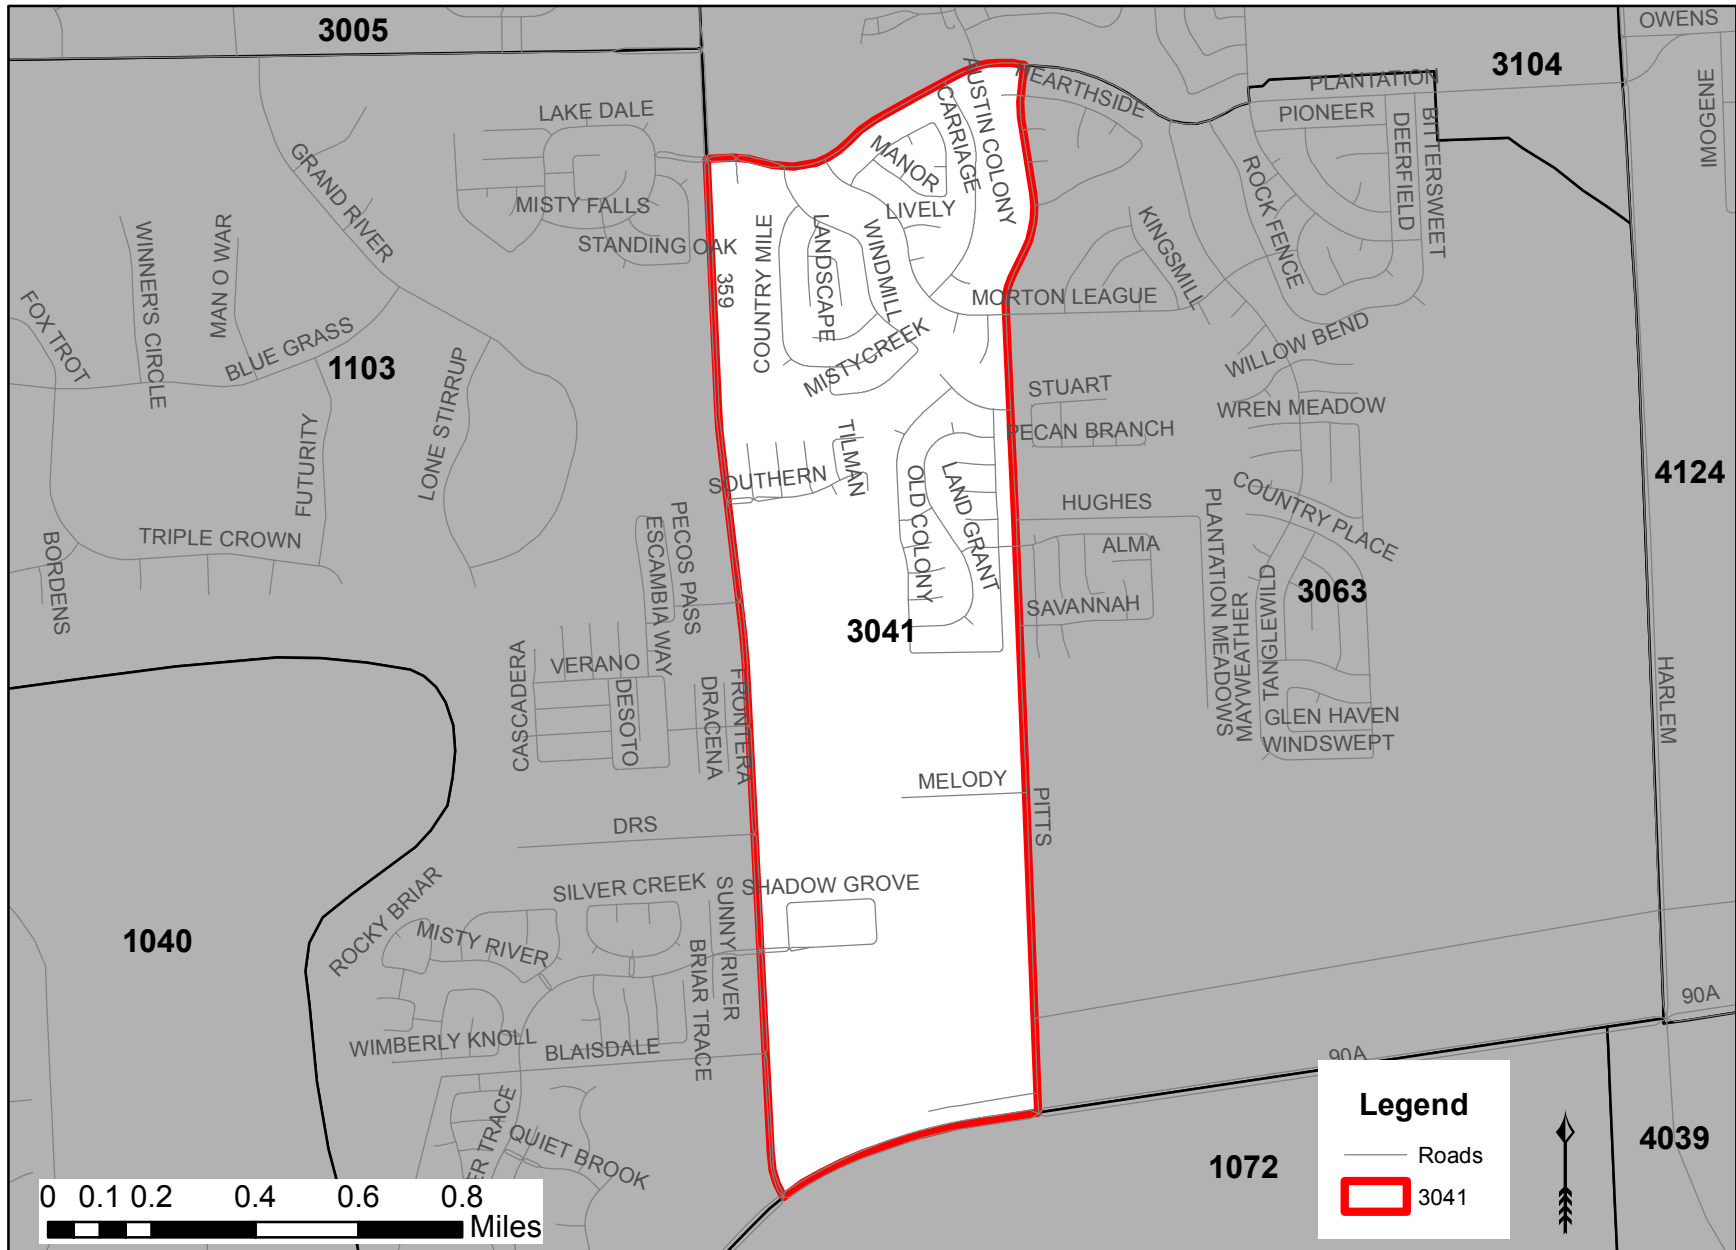 3005
OWENS
3104
HEARTHSIDE
PLANTATION
IMOGENE
LAKE DALE
AUSTIN COLONY
CARRIAGE
PIONEER
DEERFIELD
BITTERSWEET
GRAND RIVER
MANOR
ROCK FENCE
MISTY FALLS
LIVELY
KINGSMILL
WINNER'S CIRCLE
MAN O WAR
STANDING OAK
COUNTRY MILE
LANDSCAPE
WINDMILL
359
MORTON LEAGUE
FOX TROT
BLUE GRASS
1103
LONE STIRRUP
MISTYCREEK
WILLOW BEND
STUART
WREN MEADOW
FUTURITY
TILMAN
PECAN BRANCH
SOUTHERN
OLD COLONY
LAND GRANT
4124
HUGHES
PLANTATION MEADOWS
COUNTRY PLACE
BORDENS
TRIPLE CROWN
PECOS PASS
ESCAMBIA WAY
ALMA
3063
SAVANNAH
3041
MAYWEATHER
TANGLEWILD
CASCADERA
VERANO
DESOTO
DRACENA
FRONTERA
HARLEM
GLEN HAVEN
WINDSWEPT
MELODY
PITTS
DRS
SILVER CREEK
SHADOW GROVE
SUNNY RIVER
ROCKY BRIAR
MISTY RIVER
1040
BRIAR TRACE
90A
WIMBERLY KNOLL
BLAISDALE
90A
ER TRACE
QUIET BROOK
1072
4039
Legend
Roads
3041
0 0.1 0.2 0.4 0.6 0.8
Miles